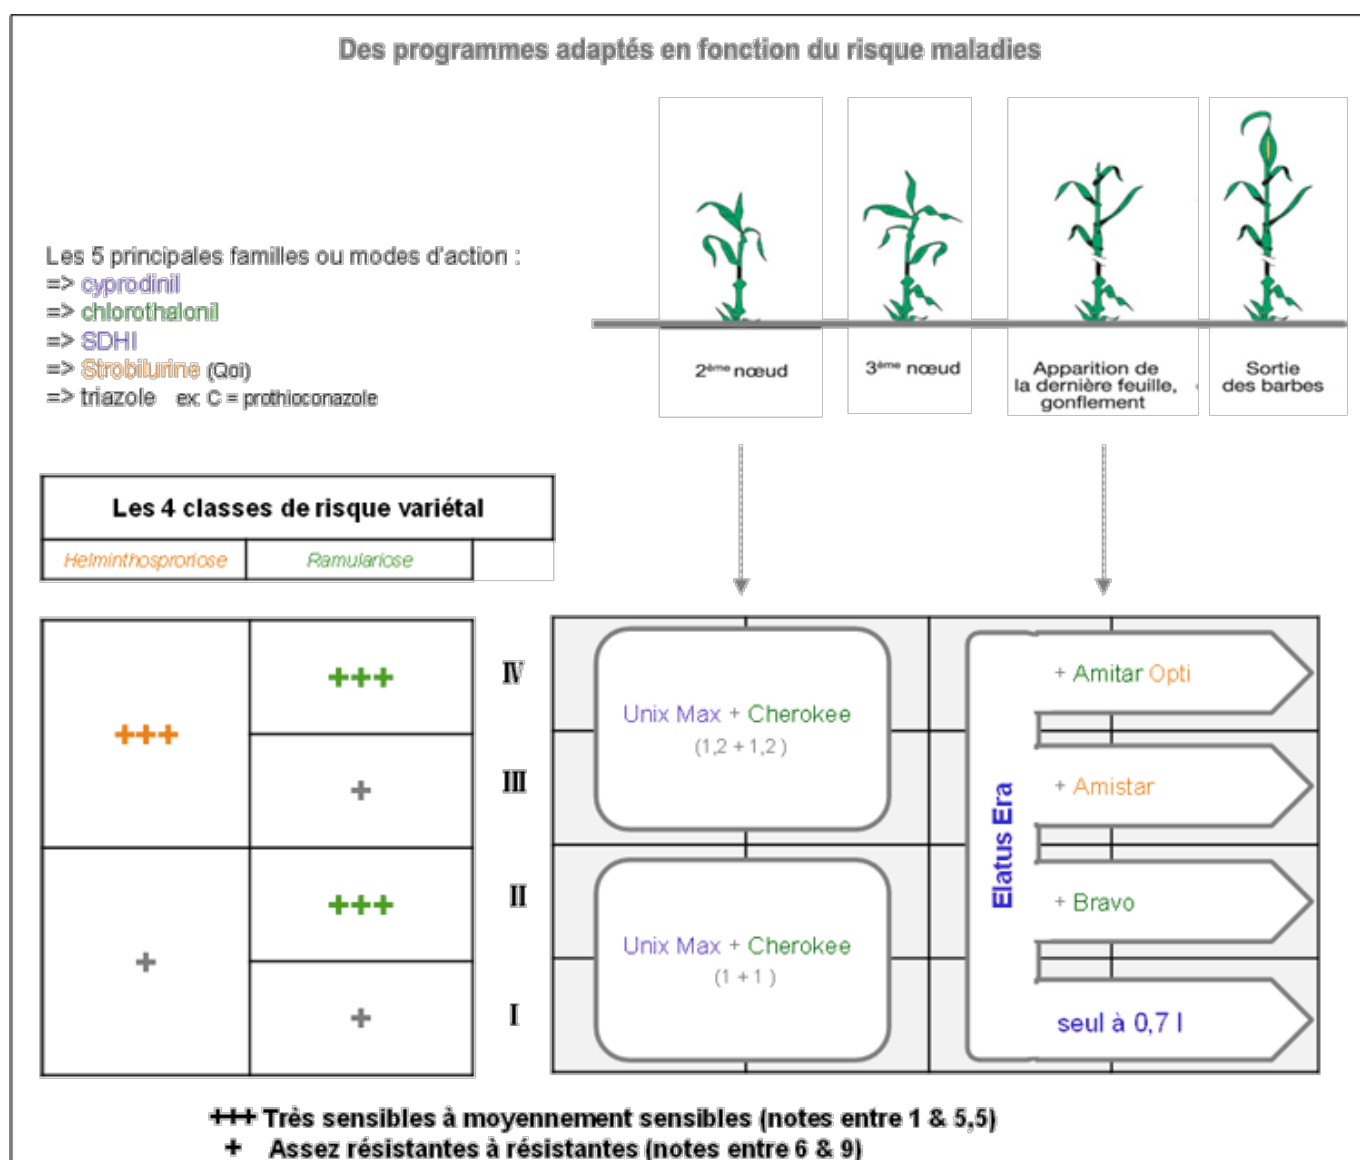 Des programmes adaptés en fonction du risque maladies
Les 5 principales familles ou modes d'action :
=> cyprodinil
=> chlorothalonil
=> SDHI
=> Strobilurine (Qoi)
=> triazole ex: C = prothioconazole
2ème nœud
3ème nœud
Apparition de
la dernière feuille,
gonflement
Sortie
des barbes
Les 4 classes de risque variétal
Helminthosproriose
Ramulariose
+++
+++
+
+
+++
+
IV
III
II
I
Unix Max + Cherokee
(1,2 + 1,2 )
Unix Max + Cherokee
(1 + 1 )
Elatus Era
+ Amitar Opti
+ Amistar
+ Bravo
seul à 0,7 l
+++ Très sensibles à moyennement sensibles (notes entre 1 & 5,5)
+ Assez résistantes à résistantes (notes entre 6 & 9)